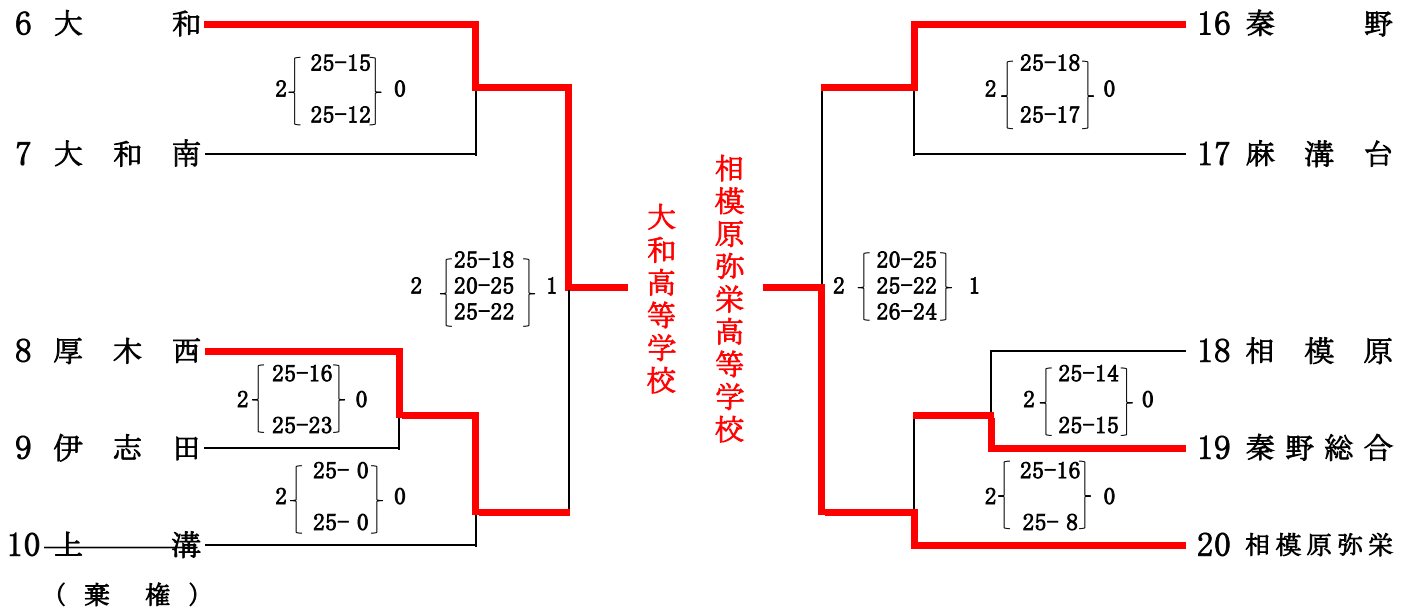 6 大 和
2 25-15 0
25-12
7 大 和 南
2 25-18 1
20-25
25-22
8 厚 木 西
2 25-16 0
25-23
9 伊 志 田
2 25- 0 0
25- 0
10 上 溝
( 棄 権 )
大和高等学校
相模原弥栄高等学校
16 秦 野
2 25-18 0
25-17
17 麻 溝 台
2 20-25 1
25-22
26-24
18 相 模 原
2 25-14 0
25-15
19 秦 野 総 合
2 25-16 0
25- 8
20 相模原弥栄